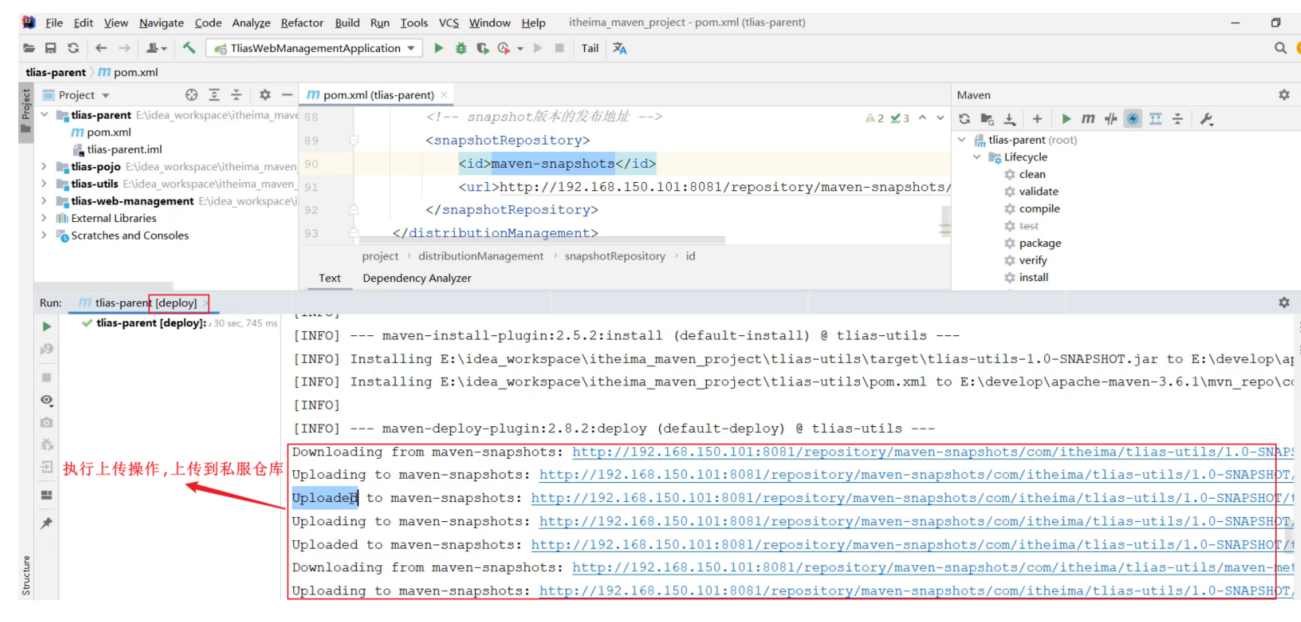 File Edit View Navigate Code Analyze Refactor Build Run Tools VCS Window Help itheima_maven_project - pom.xml (tlias-parent)
TliasWebManagementApplication Tail
tlias-parent pom.xml
Project
Project
pom.xml (tlias-parent)
Maven
tlias-parent E:\idea_workspace\itheima_mave
pom.xml
tlias-parent.iml
tlias-pojo E:\idea_workspace\itheima_maven
tlias-utils E:\idea_workspace\itheima_maven_
tlias-web-management E:\idea_workspace\i
External Libraries
Scratches and Consoles
88 <!-- snapshot版本的发布地址 --> 2 3
89 <snapshotRepository>
90 <id>maven-snapshots</id>
91 <url>http://192.168.150.101:8081/repository/maven-snapshots/
92 </snapshotRepository>
93 </distributionManagement>
project distributionManagement snapshotRepository id
Text Dependency Analyzer
tlias-parent (root)
Lifecycle
clean
validate
compile
test
package
verify
install
Run: tlias-parent [deploy]
tlias-parent [deploy]: 30 sec, 745 ms
[INFO]
[INFO] --- maven-install-plugin:2.5.2:install (default-install) @ tlias-utils ---
[INFO] Installing E:\idea_workspace\itheima_maven_project\tlias-utils\target\tlias-utils-1.0-SNAPSHOT.jar to E:\develop\ap
[INFO] Installing E:\idea_workspace\itheima_maven_project\tlias-utils\pom.xml to E:\develop\apache-maven-3.6.1\mvn_repo\co
[INFO]
[INFO] --- maven-deploy-plugin:2.8.2:deploy (default-deploy) @ tlias-utils ---
Downloading from maven-snapshots: http://192.168.150.101:8081/repository/maven-snapshots/com/itheima/tlias-utils/1.0-SNAPS
Uploading to maven-snapshots: http://192.168.150.101:8081/repository/maven-snapshots/com/itheima/tlias-utils/1.0-SNAPSHOT/
Uploaded to maven-snapshots: http://192.168.150.101:8081/repository/maven-snapshots/com/itheima/tlias-utils/1.0-SNAPSHOT/t
Uploading to maven-snapshots: http://192.168.150.101:8081/repository/maven-snapshots/com/itheima/tlias-utils/1.0-SNAPSHOT/
Uploaded to maven-snapshots: http://192.168.150.101:8081/repository/maven-snapshots/com/itheima/tlias-utils/1.0-SNAPSHOT/t
Downloading from maven-snapshots: http://192.168.150.101:8081/repository/maven-snapshots/com/itheima/tlias-utils/maven-met
Uploading to maven-snapshots: http://192.168.150.101:8081/repository/maven-snapshots/com/itheima/tlias-utils/1.0-SNAPSHOT/
执行上传操作,上传到私服仓库
Structure